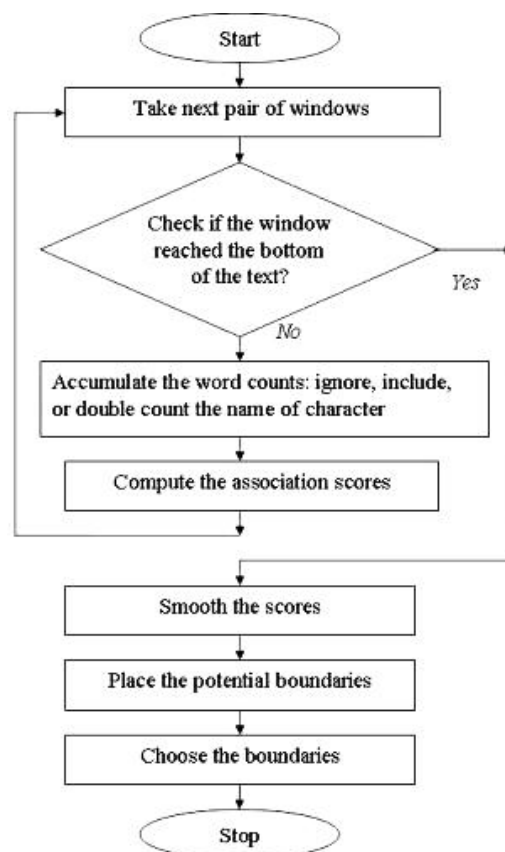 Start
Take next pair of windows
Check if the window
reached the bottom
of the text?
Yes
No
Accumulate the word counts: ignore, include,
or double count the name of character
Compute the association scores
Smooth the scores
Place the potential boundaries
Choose the boundaries
Stop